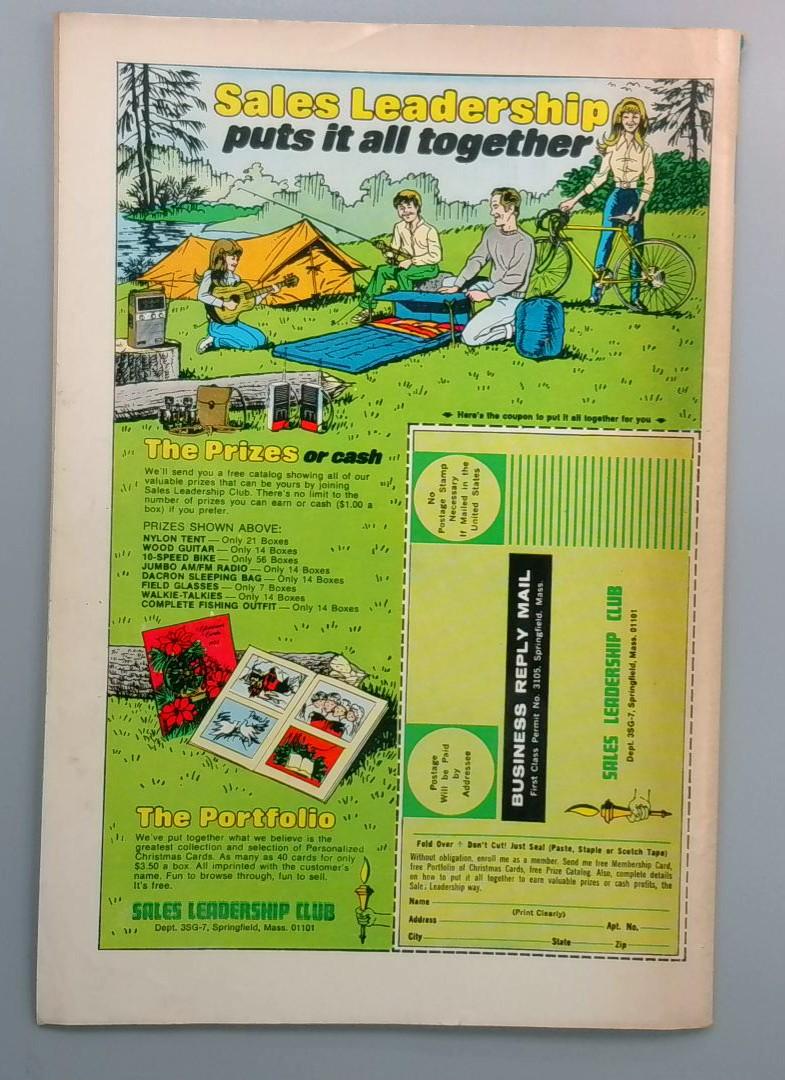 Sales Leadership
puts it all together
Here's the coupon to put it all together for you
The Prizes or cash
We'll send you a free catalog showing all of our
valuable prizes that can be yours by joining
Sales Leadership Club. There's no limit to the
number of prizes you can earn or cash ($1.00 a
box) if you prefer.
PRIZES SHOWN ABOVE:
NYLON TENT — Only 21 Boxes
WOOD GUITAR — Only 14 Boxes
10-SPEED BIKE — Only 56 Boxes
JUMBO AM/FM RADIO — Only 14 Boxes
DACRON SLEEPING BAG — Only 14 Boxes
FIELD GLASSES — Only 7 Boxes
WALKIE-TALKIES — Only 14 Boxes
COMPLETE FISHING OUTFIT — Only 14 Boxes
Christmas
Cards
The Portfolio
We've put together what we believe is the
greatest collection and selection of Personalized
Christmas Cards. As many as 40 cards for only
$3.50 a box. All imprinted with the customer's
name. Fun to browse through, fun to sell.
It's free.
SALES LEADERSHIP CLUB
Dept. 3SG-7, Springfield, Mass. 01101
No
Postage Stamp
Necessary
If Mailed in the
United States
Postage
Will be Paid
by
Addressee
BUSINESS REPLY MAIL
First Class Permit No. 3105, Springfield, Mass.
SALES LEADERSHIP CLUB
Dept. 3SG-7, Springfield, Mass. 01101
Fold Over + Don't Cut! Just Seal (Paste, Staple or Scotch Tape)
Without obligation, enroll me as a member. Send me free Membership Card,
free Portfolio of Christmas Cards, free Prize Catalog. Also, complete details
on how to put it all together to earn valuable prizes or cash profits, the
Sales Leadership way.
Name
(Print Clearly)
Address Apt. No.
City State Zip